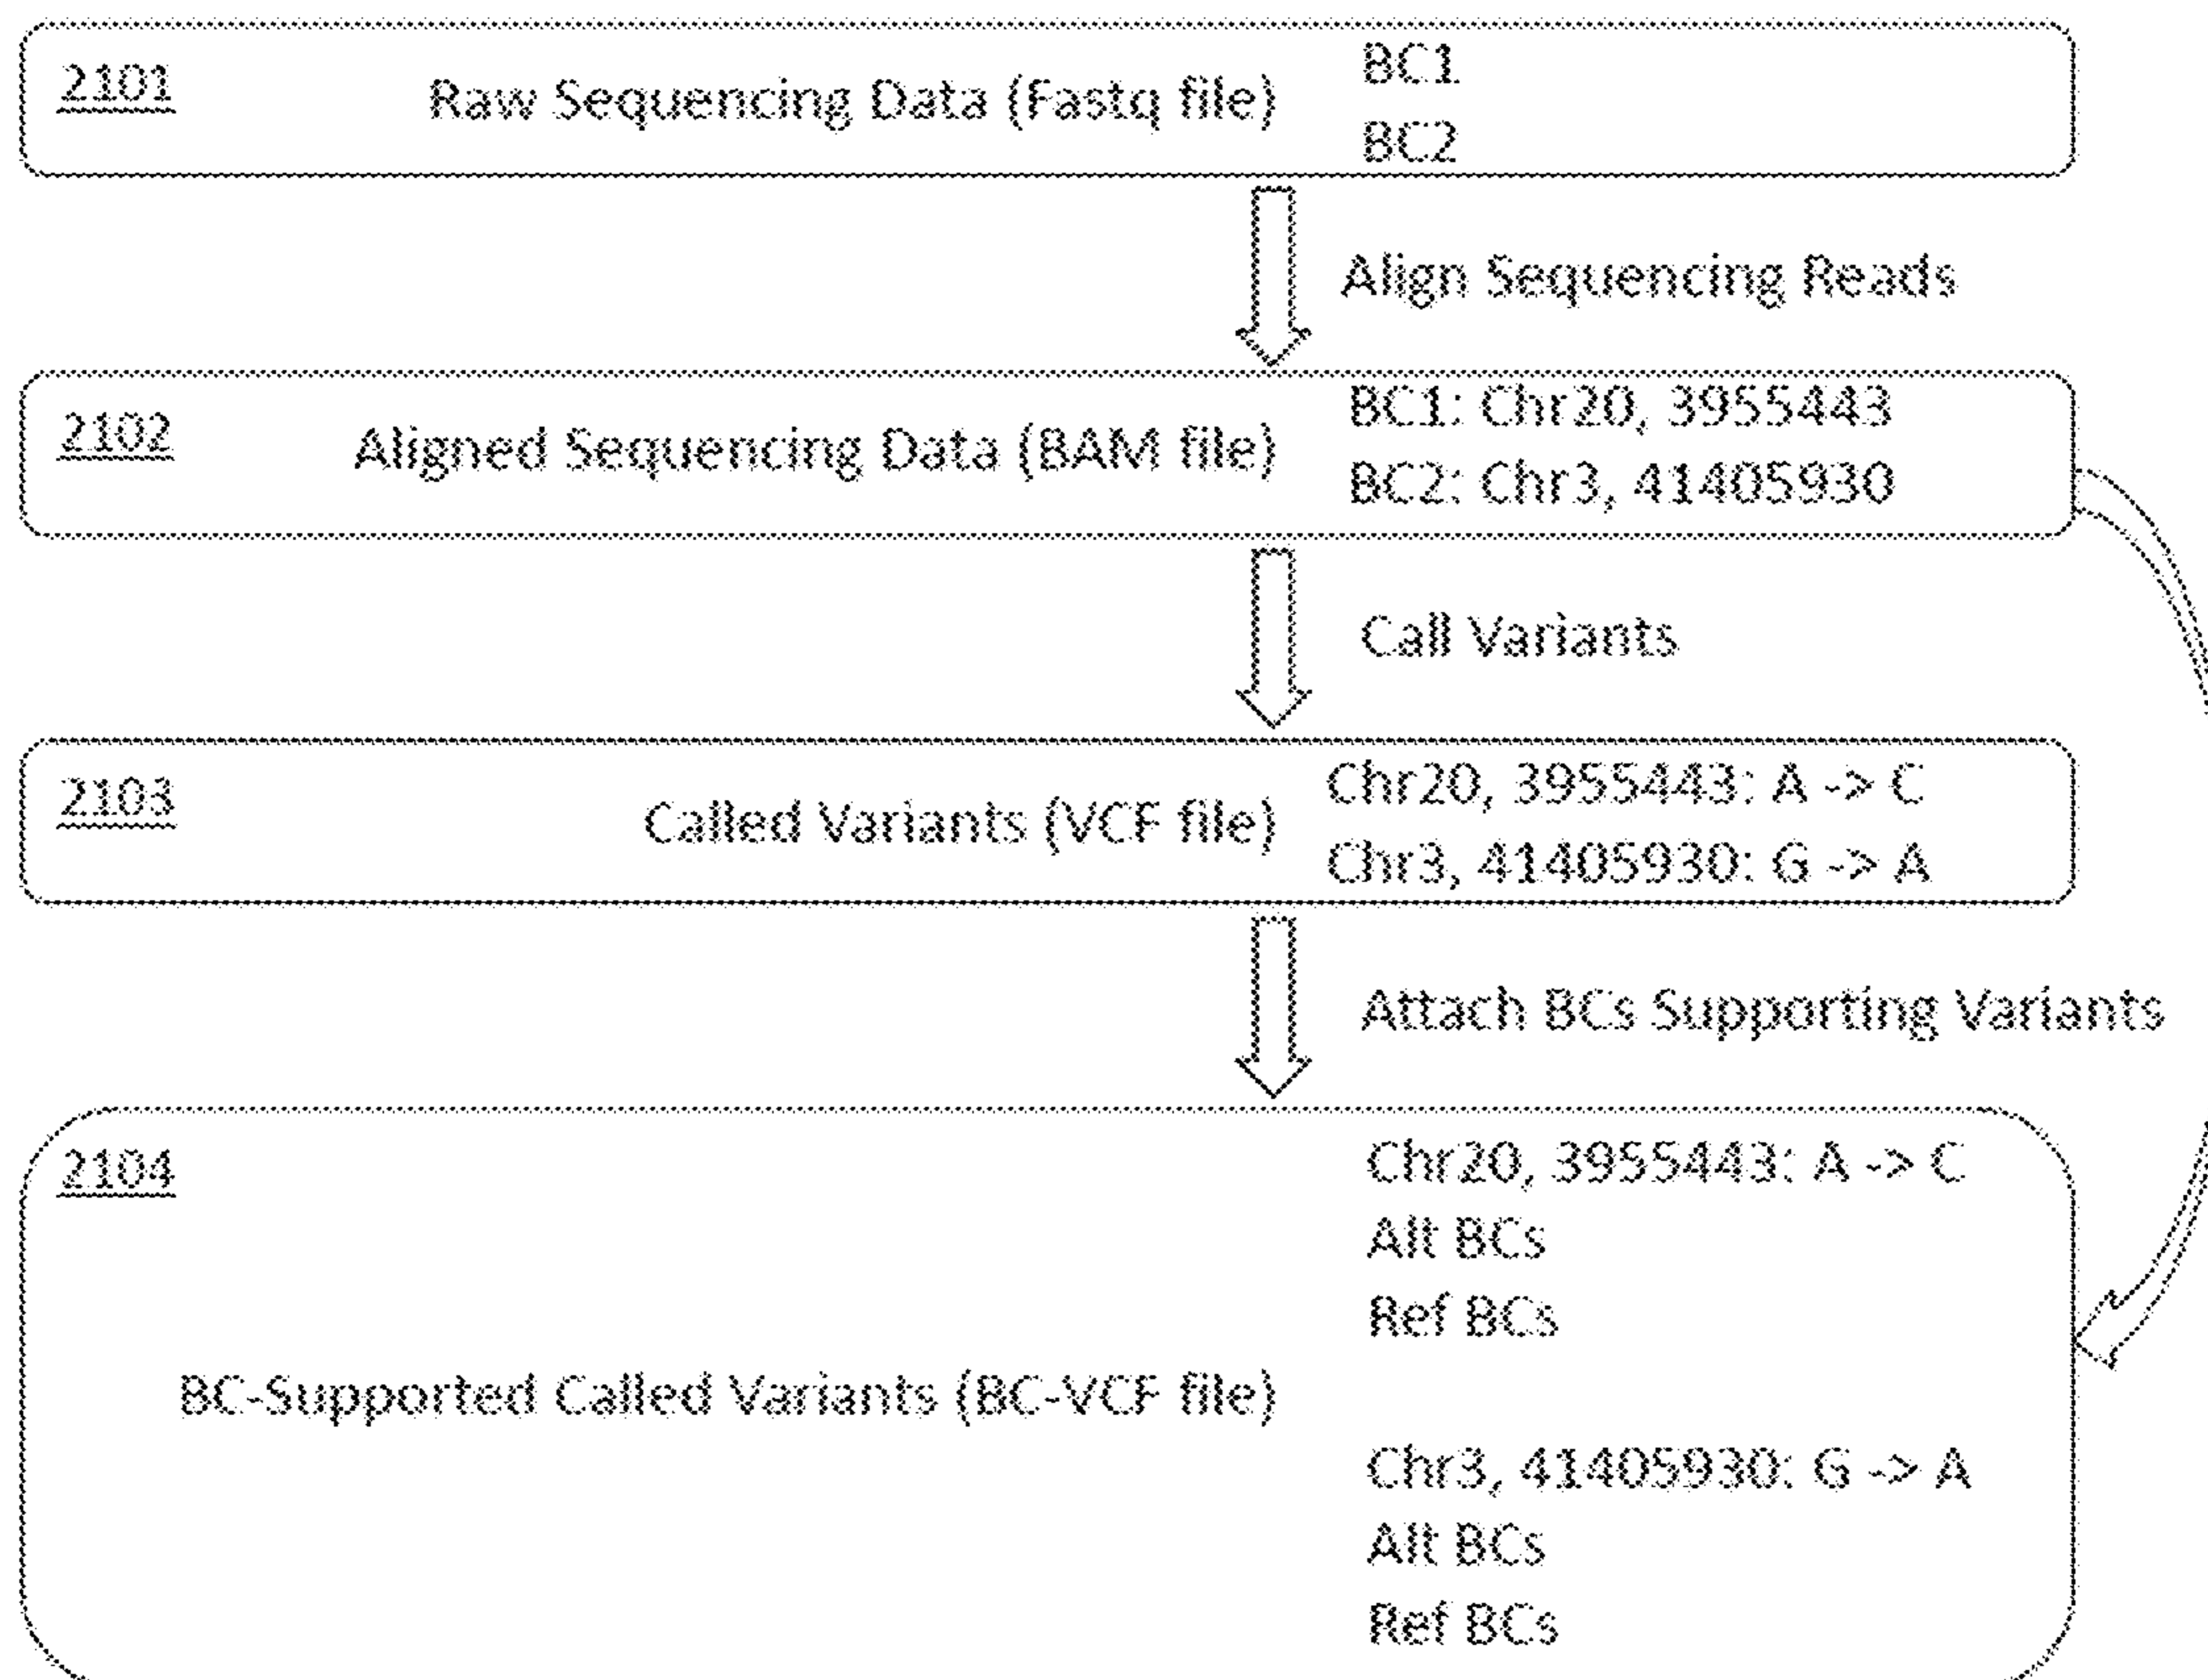 2101
Raw Sequencing Data (Fastq file)
BC1
BC2
Align Sequencing Reads
2102
Aligned Sequencing Data (BAM file)
BC1: Chr20, 3955443
BC2: Chr3, 41405930
Call Variants
2103
Called Variants (VCF file)
Chr20, 3955443: A -> C
Chr3, 41405930: G -> A
Attach BCs Supporting Variants
2104
BC-Supported Called Variants (BC-VCF file)
Chr20, 3955443: A -> C
Alt BCs
Ref BCs
Chr3, 41405930: G -> A
Alt BCs
Ref BCs